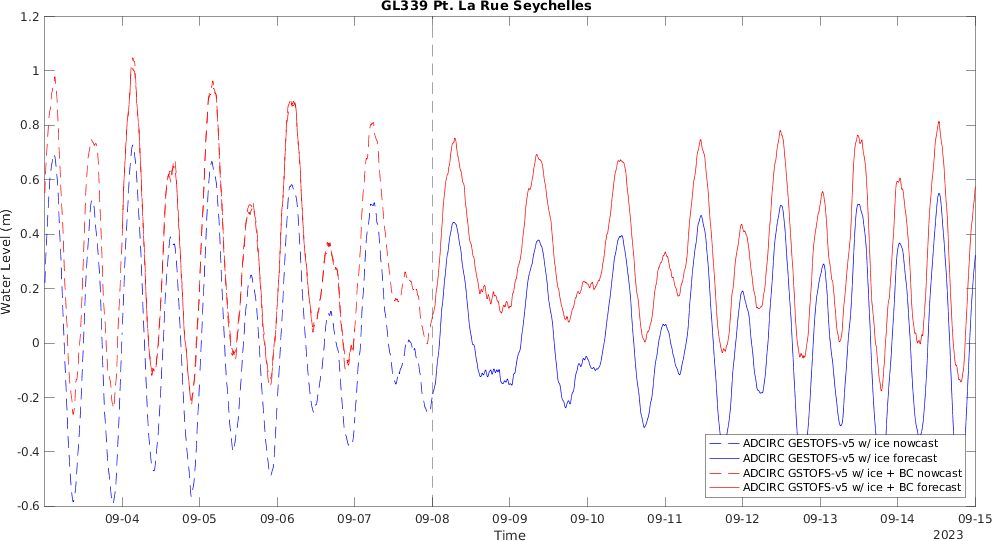 GL339 Pt. La Rue Seychelles
1.2
1
0.8
0.6
0.4
0.2
0
-0.2
-0.4
-0.6
Water Level (m)
ADCIRC GESTOFS-v5 w/ ice nowcast
ADCIRC GESTOFS-v5 w/ ice forecast
ADCIRC GSTOFS-v5 w/ ice + BC nowcast
ADCIRC GSTOFS-v5 w/ ice + BC forecast
09-04 09-05 09-06 09-07 09-08 09-09 09-10 09-11 09-12 09-13 09-14 09-15
Time
2023